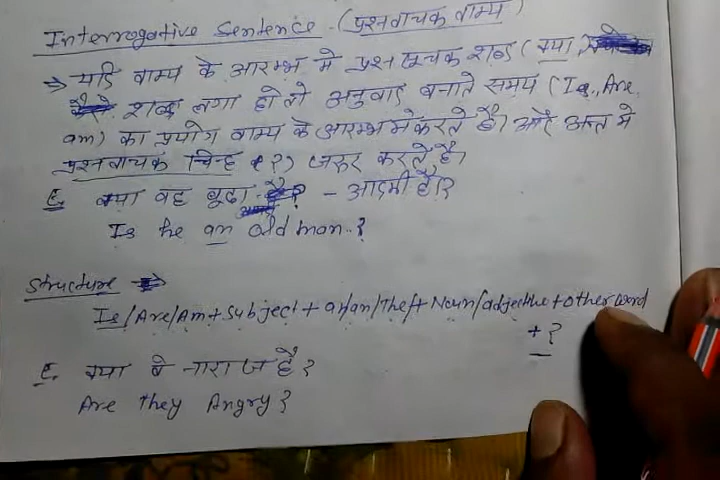 Interrogative Sentence (प्रश्नवाचक वाक्य)
⇒ यदि वाक्य के आरम्भ मे प्रश्न सूचक शब्द (क्या,
शब्द लगा हो तो अनुवाद बनाते समय (Is, Are,
am) का प्रयोग वाक्य के आरम्भ मे करते है। और अन्त मे
प्रश्नवाचक चिन्ह (?) जरुर करते है।
E. क्या वह बूढा - आदमी है।?
Is he an old man..?
Structure ⇒
Is/Are/Am + Subject + a/an/The/+ Noun/adjective + other word
+ ?
E. क्या वे नाराज है?
Are they Angry?